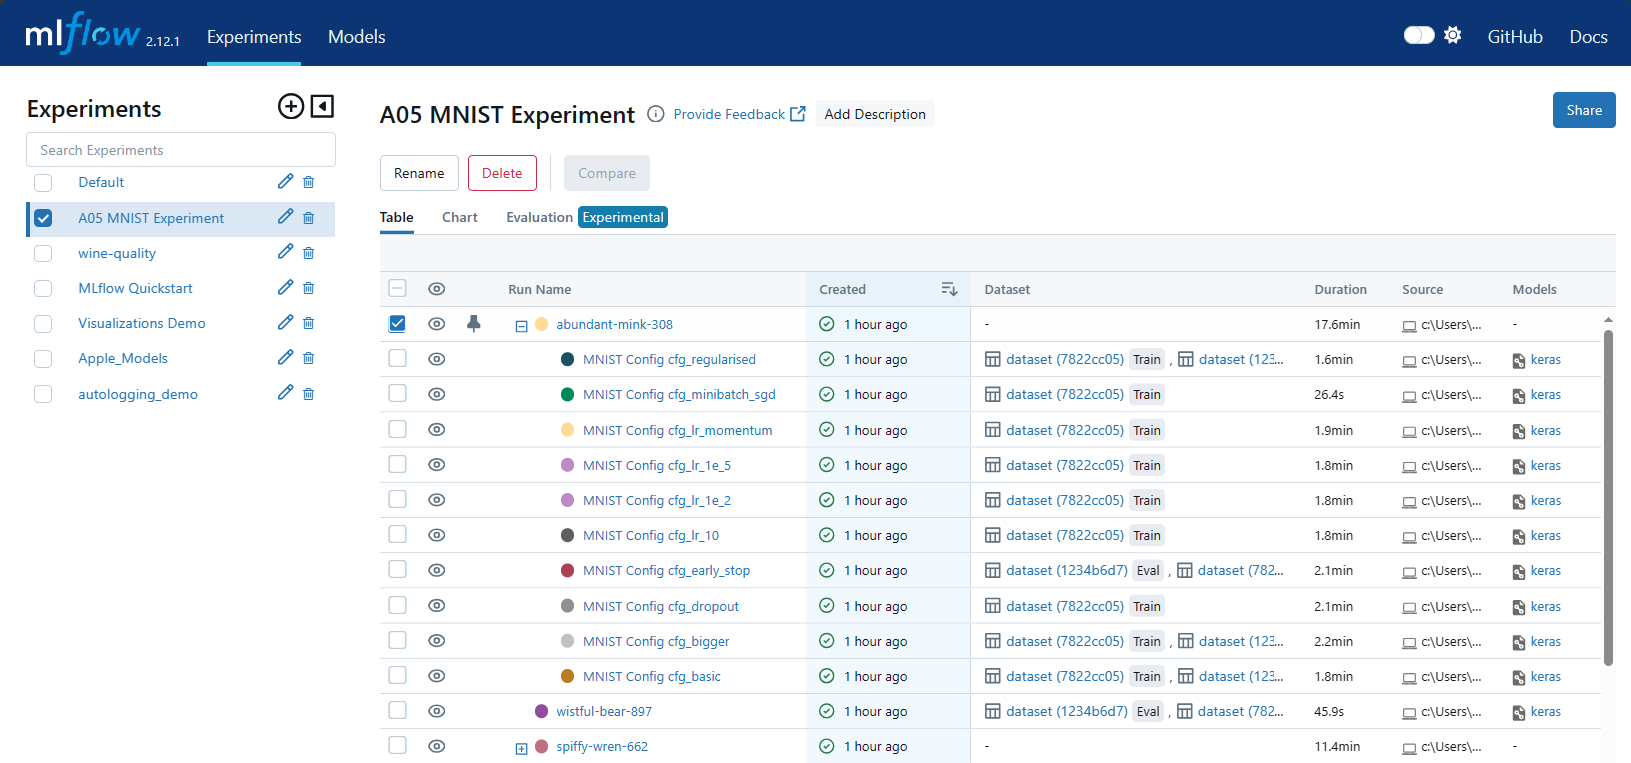 mlflow 2.12.1 Experiments Models GitHub Docs
Experiments
Search Experiments
Default
A05 MNIST Experiment
wine-quality
MLflow Quickstart
Visualizations Demo
Apple_Models
autologging_demo
A05 MNIST Experiment Provide Feedback Add Description Share
Rename Delete Compare
Table Chart Evaluation Experimental
Run Name Created Dataset Duration Source Models
abundant-mink-308 1 hour ago - 17.6min c:\Users\... -
MNIST Config cfg_regularised 1 hour ago dataset (7822cc05) Train , dataset (123... 1.6min c:\Users\... keras
MNIST Config cfg_minibatch_sgd 1 hour ago dataset (7822cc05) Train 26.4s c:\Users\... keras
MNIST Config cfg_lr_momentum 1 hour ago dataset (7822cc05) Train 1.9min c:\Users\... keras
MNIST Config cfg_lr_1e_5 1 hour ago dataset (7822cc05) Train 1.8min c:\Users\... keras
MNIST Config cfg_lr_1e_2 1 hour ago dataset (7822cc05) Train 1.8min c:\Users\... keras
MNIST Config cfg_lr_10 1 hour ago dataset (7822cc05) Train 1.8min c:\Users\... keras
MNIST Config cfg_early_stop 1 hour ago dataset (1234b6d7) Eval , dataset (782... 2.1min c:\Users\... keras
MNIST Config cfg_dropout 1 hour ago dataset (7822cc05) Train 2.1min c:\Users\... keras
MNIST Config cfg_bigger 1 hour ago dataset (7822cc05) Train , dataset (123... 2.2min c:\Users\... keras
MNIST Config cfg_basic 1 hour ago dataset (7822cc05) Train , dataset (123... 1.8min c:\Users\... keras
wistful-bear-897 1 hour ago dataset (1234b6d7) Eval , dataset (782... 45.9s c:\Users\... keras
spiffy-wren-662 1 hour ago - 11.4min c:\Users\... -